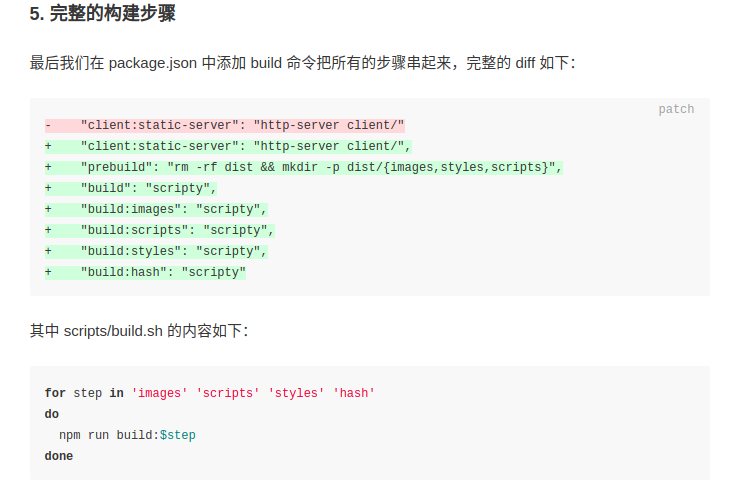 5. 完整的构建步骤
最后我们在 package.json 中添加 build 命令把所有的步骤串起来，完整的 diff 如下：
patch
-    "client:static-server": "http-server client/"
+    "client:static-server": "http-server client/",
+    "prebuild": "rm -rf dist && mkdir -p dist/{images,styles,scripts}",
+    "build": "scripty",
+    "build:images": "scripty",
+    "build:scripts": "scripty",
+    "build:styles": "scripty",
+    "build:hash": "scripty"
其中 scripts/build.sh 的内容如下：
for step in 'images' 'scripts' 'styles' 'hash'
do
  npm run build:$step
done